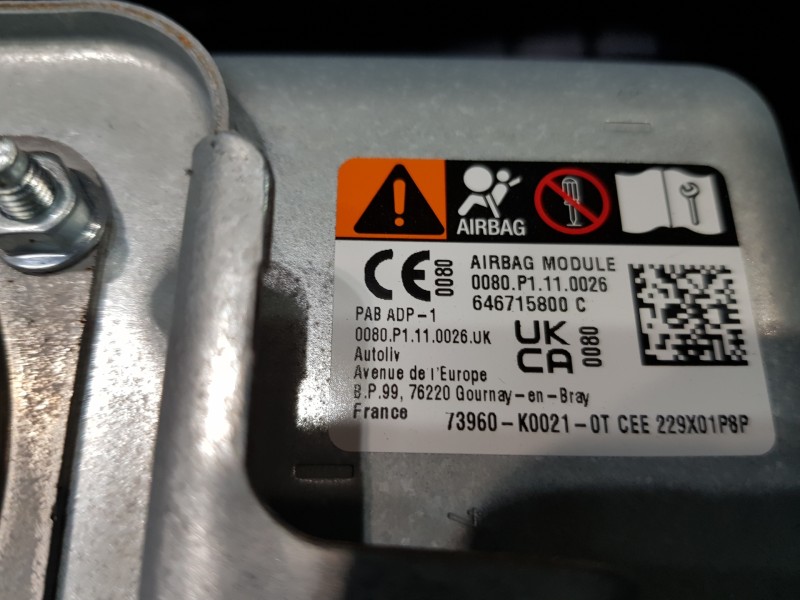 AIRBAG
CE 0080
AIRBAG MODULE
0080.P1.11.0026
646715800 C
PAB ADP-1
0080.P1.11.0026.UK
UK
CA 0080
Autoliv
Avenue de l'Europe
B.P.99, 76220 Gournay-en-Bray
France
73960-K0021-0T CEE 229X01P8P